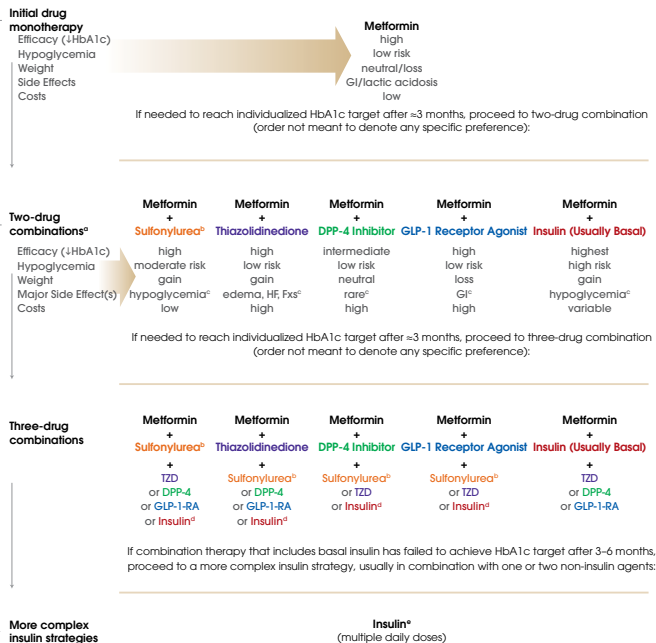 Initial drug
monotherapy
Metformin
Efficacy (↓HbA1c) high
Hypoglycemia low risk
Weight neutral/loss
Side Effects GI/lactic acidosis
Costs low
If needed to reach individualized HbA1c target after ≈3 months, proceed to two-drug combination
(order not meant to denote any specific preference):
Metformin Metformin Metformin Metformin Metformin
+ + + + +
Two-drug
combinationsᵃ
Sulfonylureaᵇ Thiazolidinedione DPP-4 Inhibitor GLP-1 Receptor Agonist Insulin (Usually Basal)
Efficacy (↓HbA1c) high high intermediate high highest
Hypoglycemia moderate risk low risk low risk low risk high risk
Weight gain gain neutral loss gain
Major Side Effect(s) hypoglycemiaᶜ edema, HF, Fxsᶜ rareᶜ GIᶜ hypoglycemiaᶜ
Costs low high high high variable
If needed to reach individualized HbA1c target after ≈3 months, proceed to three-drug combination
(order not meant to denote any specific preference):
Three-drug
combinations
Metformin Metformin Metformin Metformin Metformin
+ + + + +
Sulfonylureaᵇ Thiazolidinedione DPP-4 Inhibitor GLP-1 Receptor Agonist Insulin (Usually Basal)
+ + + + +
TZD Sulfonylureaᵇ Sulfonylureaᵇ Sulfonylureaᵇ TZD
or DPP-4 or DPP-4 or TZD or TZD or DPP-4
or GLP-1-RA or GLP-1-RA or Insulinᵈ or Insulinᵈ or GLP-1-RA
or Insulinᵈ or Insulinᵈ
If combination therapy that includes basal insulin has failed to achieve HbA1c target after 3–6 months,
proceed to a more complex insulin strategy, usually in combination with one or two non-insulin agents:
More complex
insulin strategies
Insulinᵉ
(multiple daily doses)